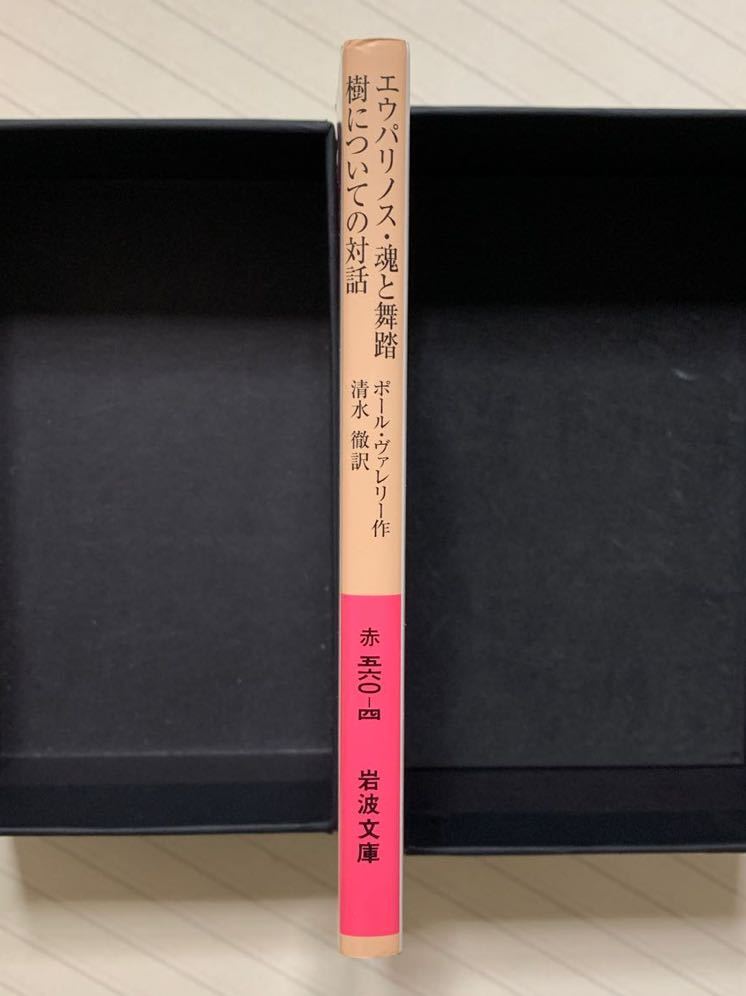 エウパリノス・魂と舞踏
樹についての対話
ポール・ヴァレリー作
清水 徹訳
赤 五六〇-四
岩波文庫